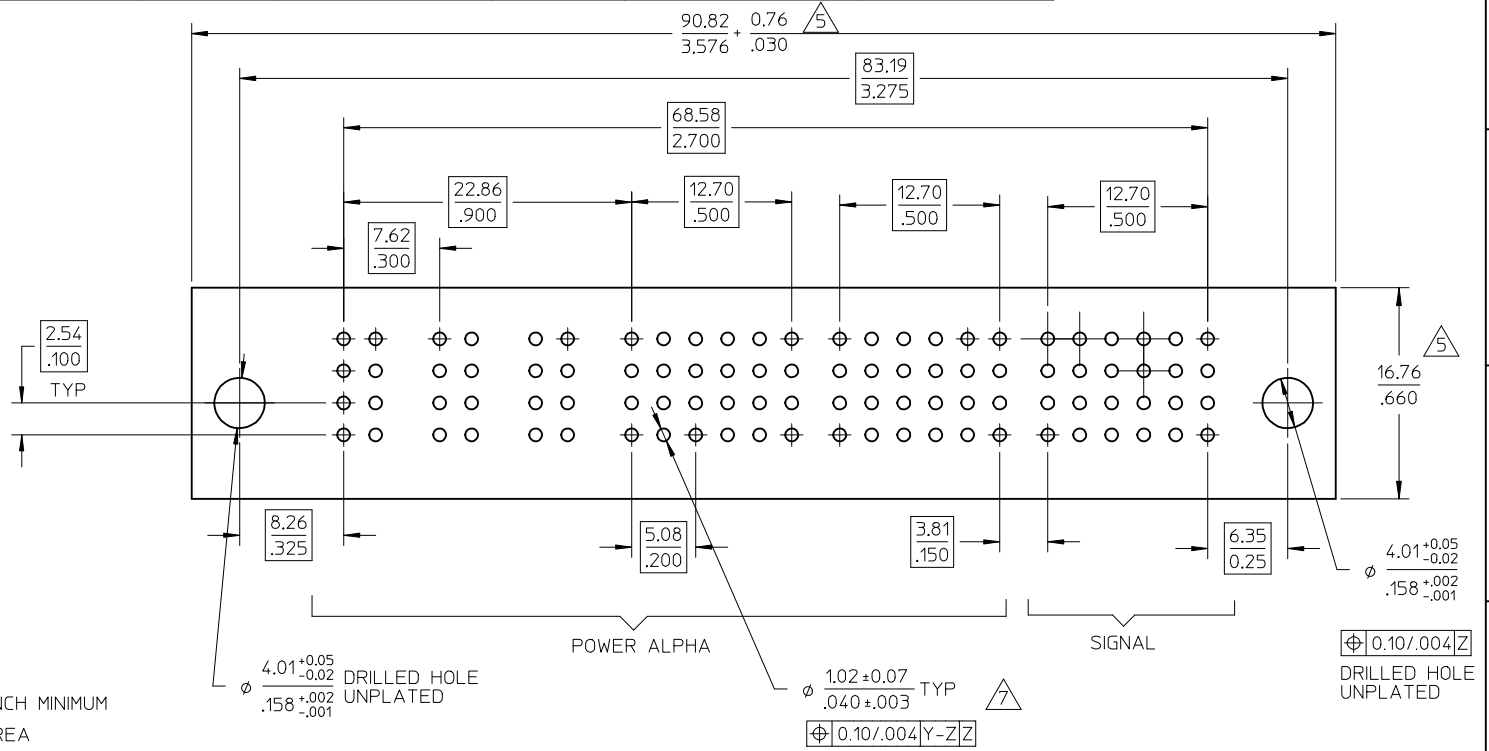 90.82 + 0.76
3.576 .030
5
83.19
3.275
68.58
2.700
22.86
.900
12.70
.500
12.70
.500
12.70
.500
7.62
.300
2.54
.100
TYP
5
16.76
.660
8.26
.325
5.08
.200
3.81
.150
6.35
0.25
ø 4.01 +0.05 -0.02
.158 +.002 -.001
POWER ALPHA
SIGNAL
⌖ 0.10/.004 Z
DRILLED HOLE
UNPLATED
ø 4.01 +0.05 -0.02 DRILLED HOLE
.158 +.002 -.001 UNPLATED
ø 1.02 ±0.07 TYP
.040 ±.003
7
⌖ 0.10/.004 Y-Z Z
NCH MINIMUM
REA